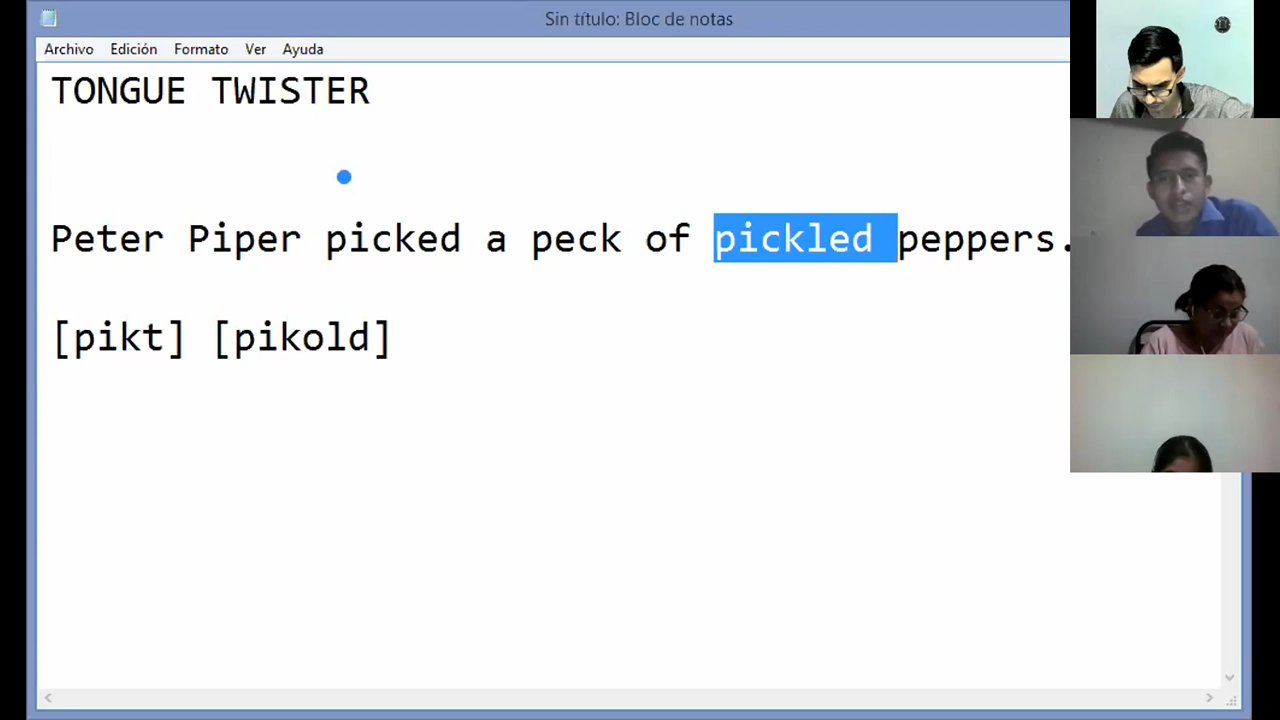 Sin título: Bloc de notas
Archivo Edición Formato Ver Ayuda
TONGUE TWISTER
Peter Piper picked a peck of pickled peppers.
[pikt] [pikold]